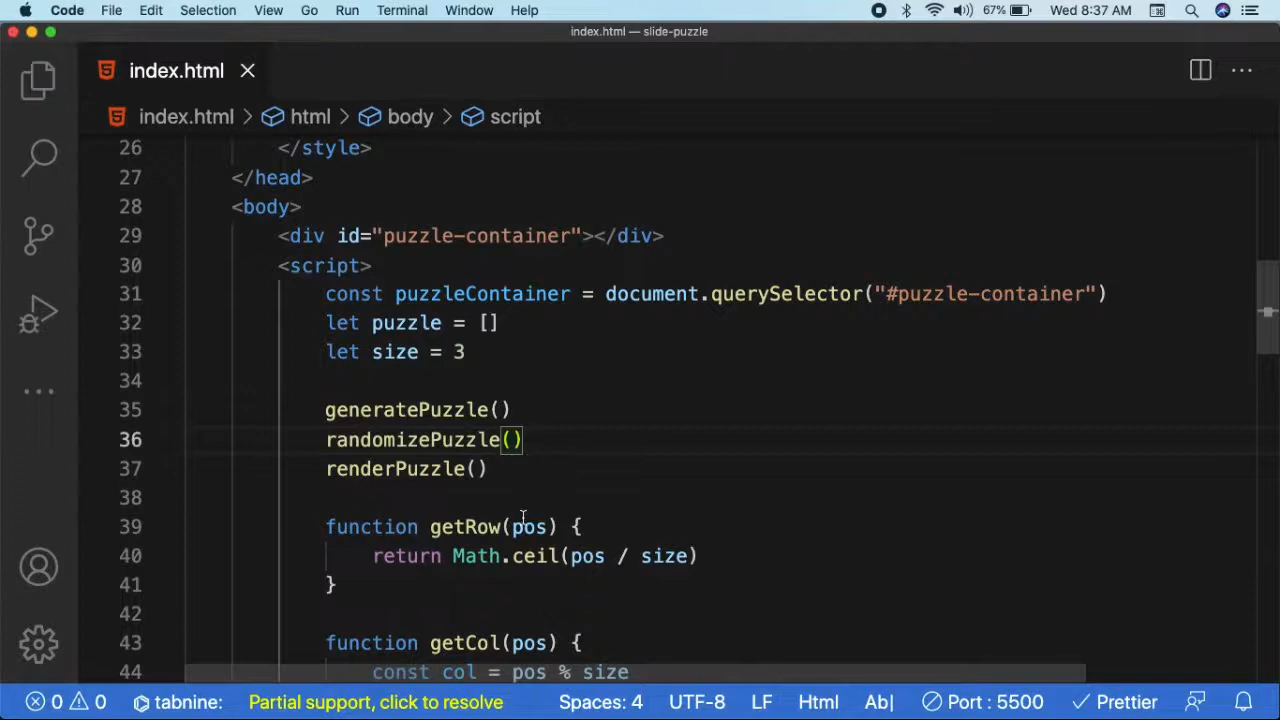 Code File Edit Selection View Go Run Terminal Window Help 67% Wed 8:37 AM
index.html — slide-puzzle
index.html
index.html > html > body > script
26 </style>
27 </head>
28 <body>
29 <div id="puzzle-container"></div>
30 <script>
31 const puzzleContainer = document.querySelector("#puzzle-container")
32 let puzzle = []
33 let size = 3
34
35 generatePuzzle()
36 randomizePuzzle()
37 renderPuzzle()
38
39 function getRow(pos) {
40 return Math.ceil(pos / size)
41 }
42
43 function getCol(pos) {
44 const col = pos % size
0 0 tabnine: Partial support, click to resolve Spaces: 4 UTF-8 LF Html Ab| Port : 5500 Prettier